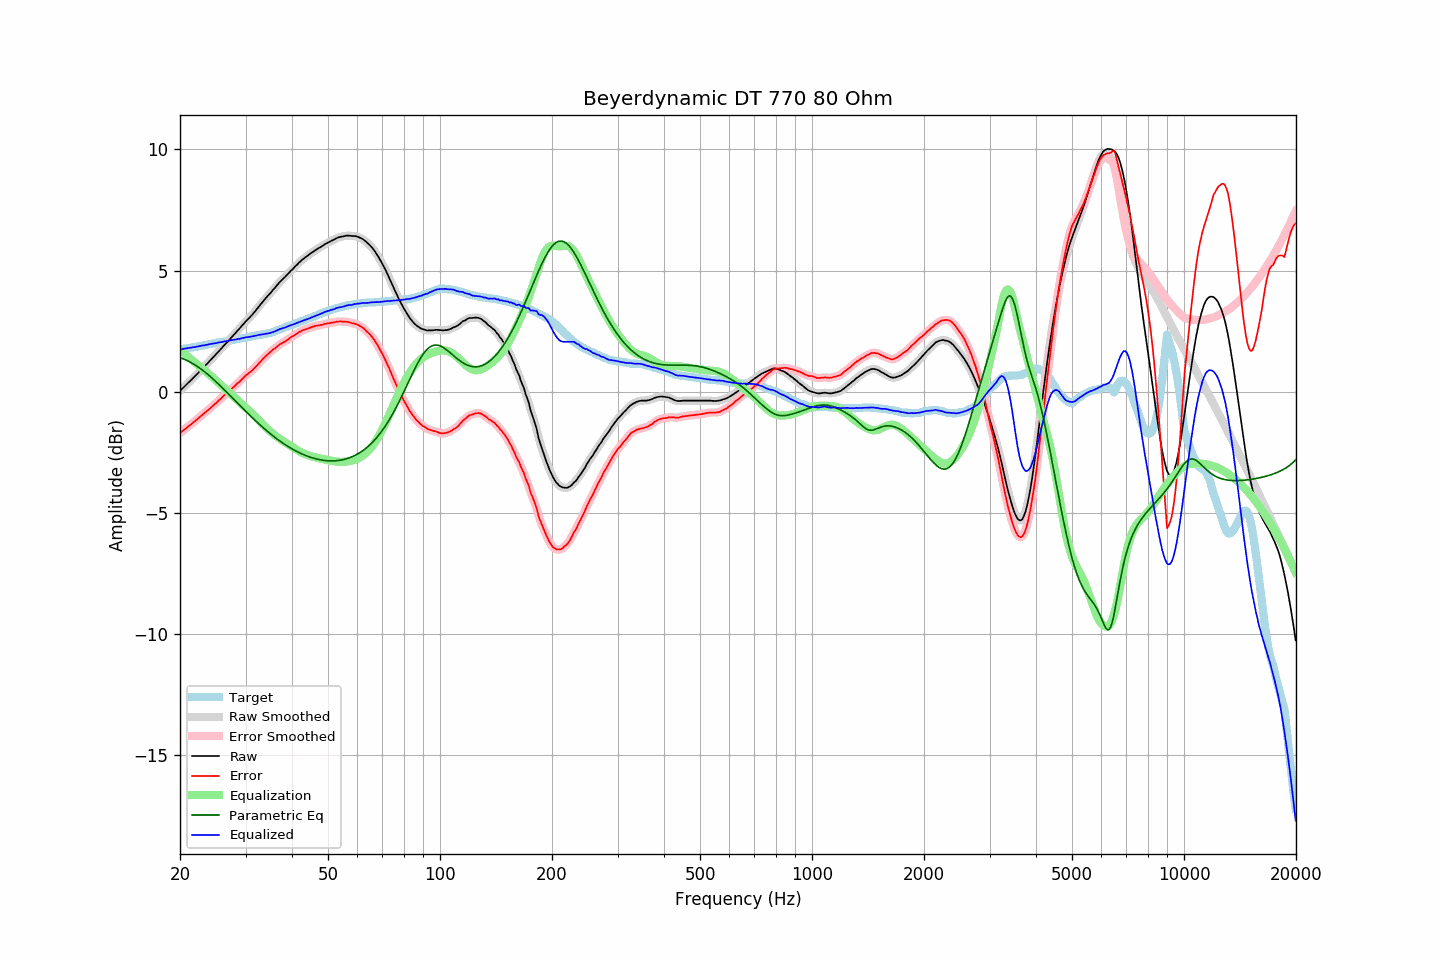 Beyerdynamic DT 770 80 Ohm
10
5
0
−5
−10
−15
Amplitude (dBr)
Target
Raw Smoothed
Error Smoothed
Raw
Error
Equalization
Parametric Eq
Equalized
20 50 100 200 500 1000 2000 5000 10000 20000
Frequency (Hz)